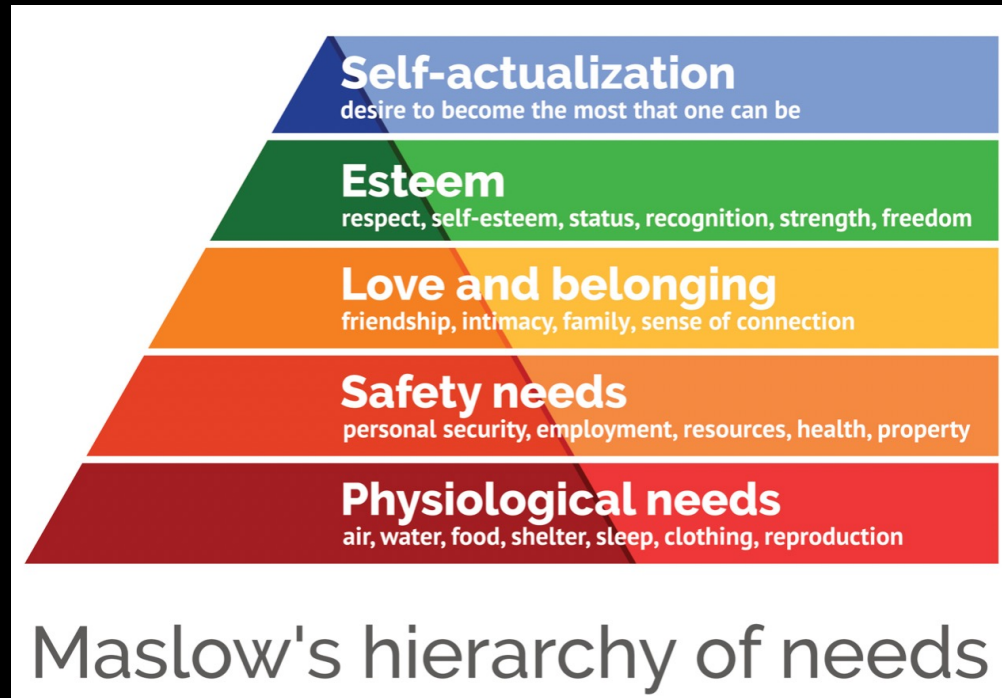 Self-actualization
desire to become the most that one can be
Esteem
respect, self-esteem, status, recognition, strength, freedom
Love and belonging
friendship, intimacy, family, sense of connection
Safety needs
personal security, employment, resources, health, property
Physiological needs
air, water, food, shelter, sleep, clothing, reproduction
Maslow's hierarchy of needs